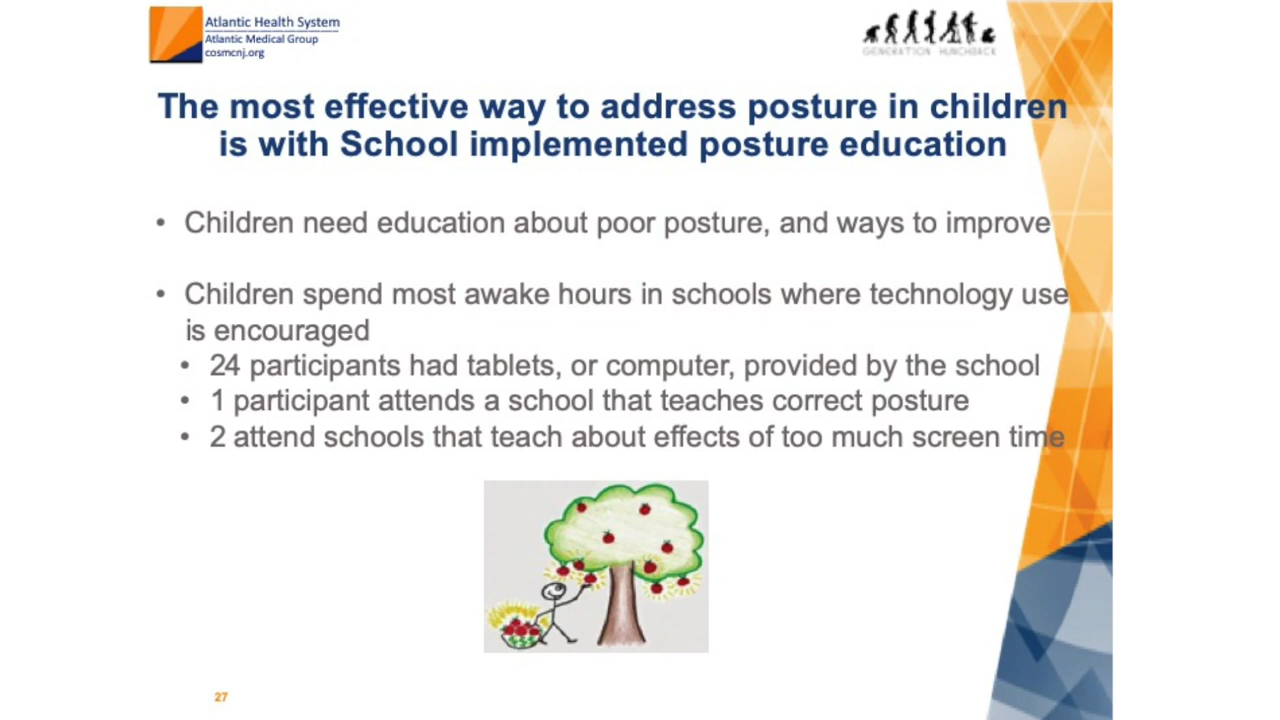 Atlantic Health System
Atlantic Medical Group
cosmcnj.org
GENERATION HUNCHBACK
The most effective way to address posture in children
is with School implemented posture education
• Children need education about poor posture, and ways to improve
• Children spend most awake hours in schools where technology use
is encouraged
• 24 participants had tablets, or computer, provided by the school
• 1 participant attends a school that teaches correct posture
• 2 attend schools that teach about effects of too much screen time
27